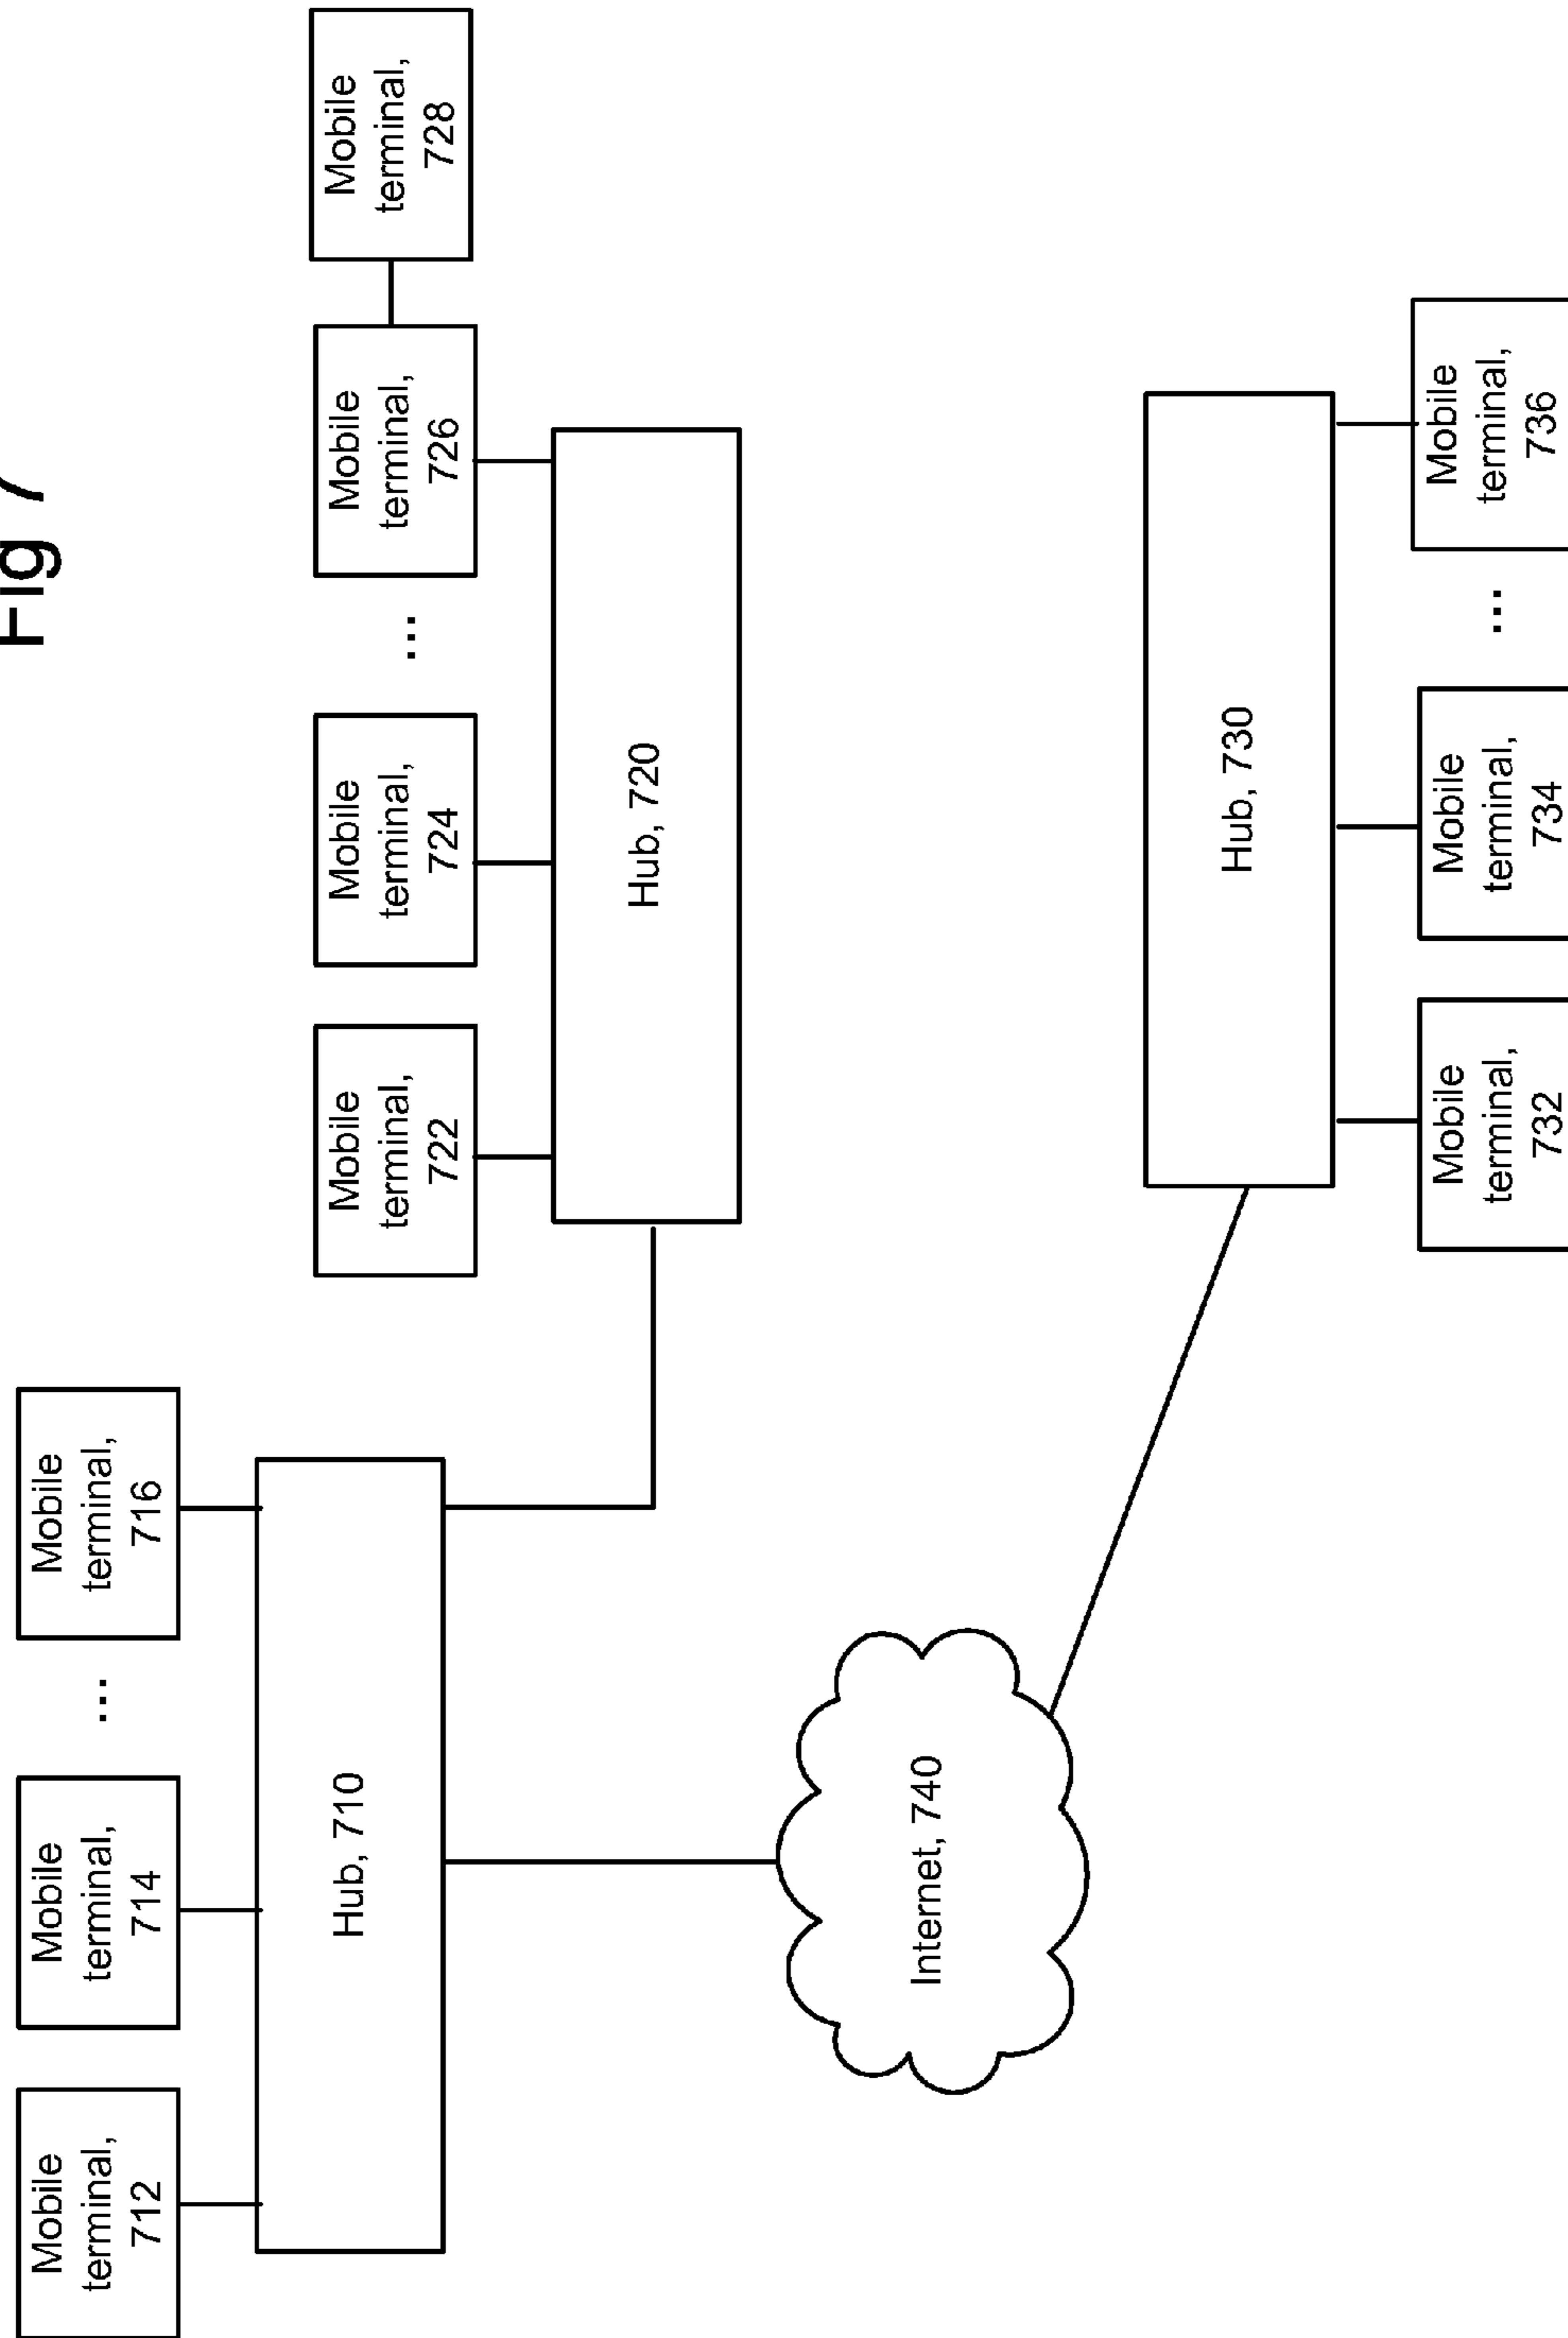 Fig 7
Mobile
terminal,
712
Mobile
terminal,
714
...
Mobile
terminal,
716
Hub, 710
Mobile
terminal,
722
Mobile
terminal,
724
...
Mobile
terminal,
726
Mobile
terminal,
728
Hub, 720
Internet, 740
Hub, 730
Mobile
terminal,
732
Mobile
terminal,
734
...
Mobile
terminal,
736